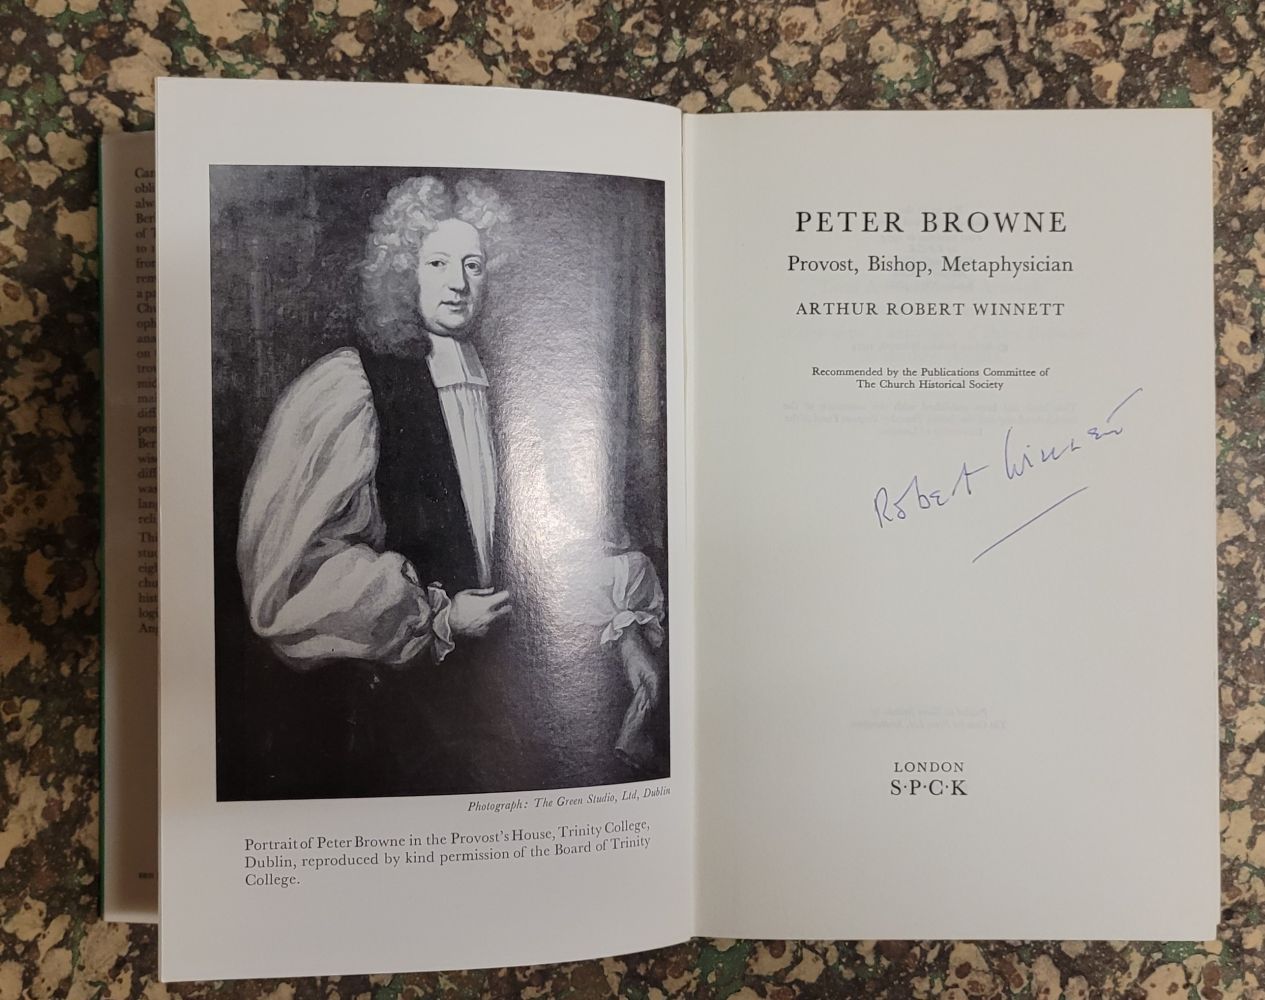 Photograph: The Green Studio, Ltd, Dublin
Portrait of Peter Browne in the Provost's House, Trinity College,
Dublin, reproduced by kind permission of the Board of Trinity
College.
PETER BROWNE
Provost, Bishop, Metaphysician
ARTHUR ROBERT WINNETT
Recommended by the Publications Committee of
The Church Historical Society
Robert Winnett
LONDON
S·P·C·K